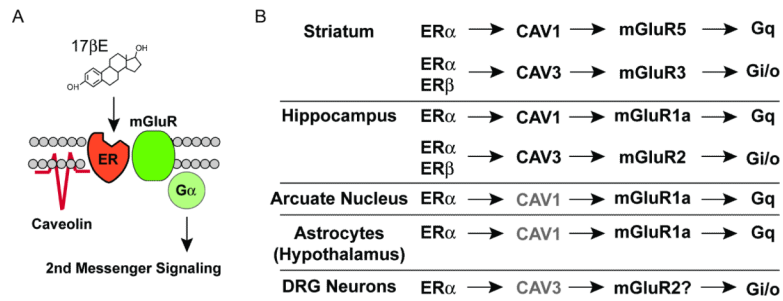 A
17βE
OH
HO
mGluR
ER
Gα
Caveolin
2nd Messenger Signaling
B
Striatum ERα CAV1 mGluR5 Gq
ERα CAV3 mGluR3 Gi/o
ERβ
Hippocampus ERα CAV1 mGluR1a Gq
ERα CAV3 mGluR2 Gi/o
ERβ
Arcuate Nucleus ERα CAV1 mGluR1a Gq
Astrocytes ERα CAV1 mGluR1a Gq
(Hypothalamus)
DRG Neurons ERα CAV3 mGluR2? Gi/o